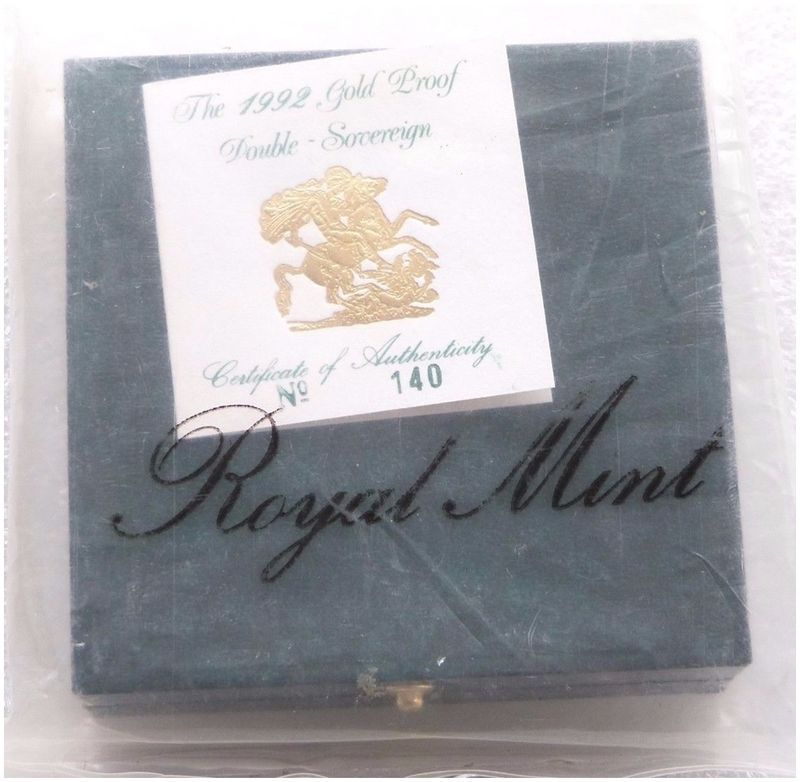 The 1992 Gold Proof
Double - Sovereign
Certificate of Authenticity
Nº 140
Royal Mint